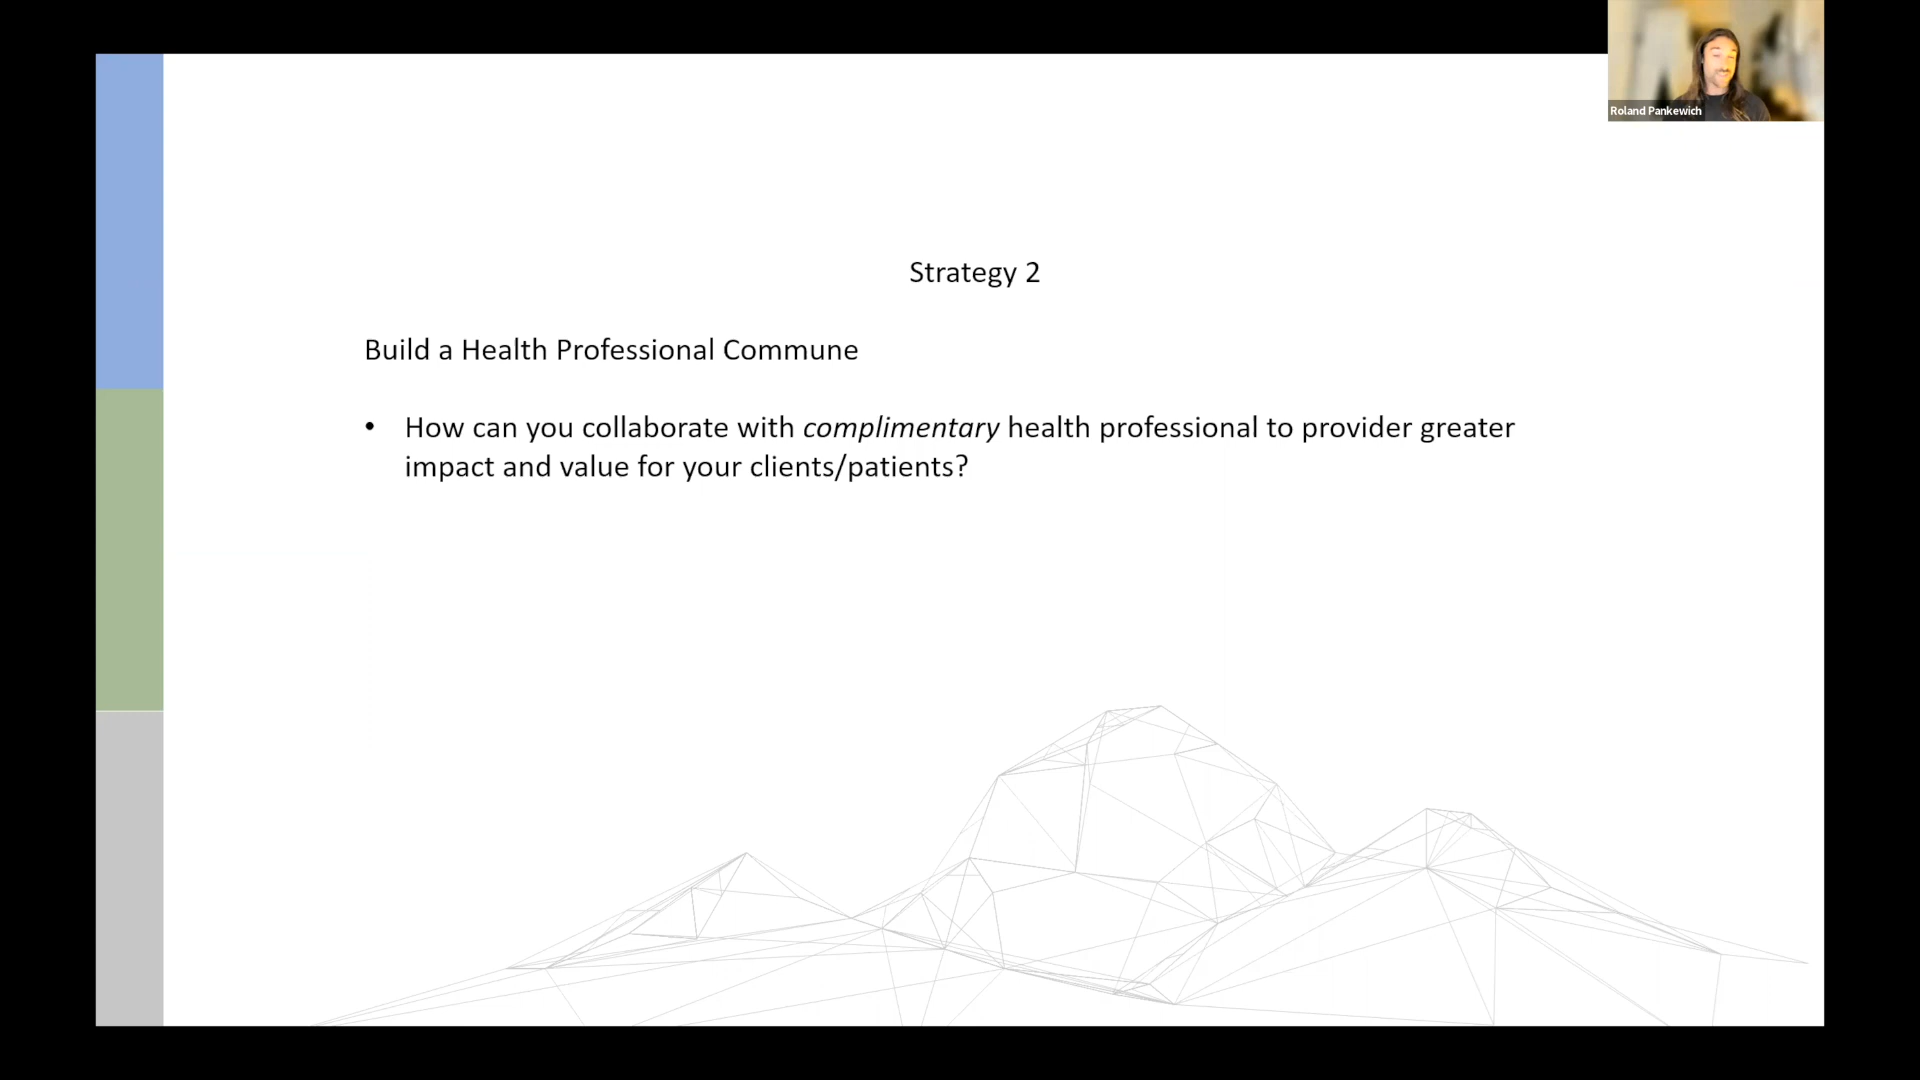 Roland Pankewich
Strategy 2
Build a Health Professional Commune
• How can you collaborate with complimentary health professional to provider greater
impact and value for your clients/patients?